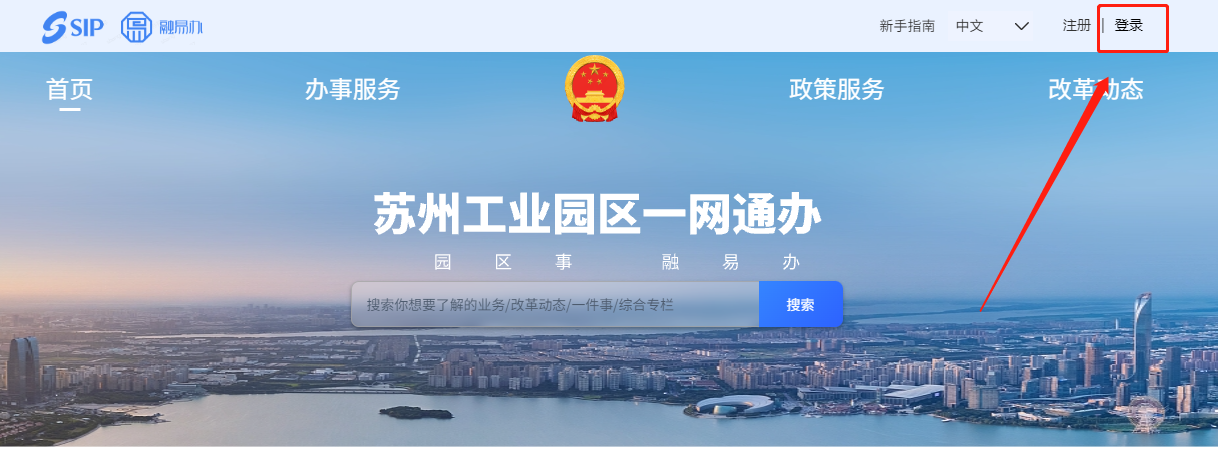 SIP 融易办 新手指南 中文 注册 | 登录
首页 办事服务 政策服务 改革动态
苏州工业园区一网通办
园区事 融易办
搜索你想要了解的业务/改革动态/一件事/综合专栏 搜索